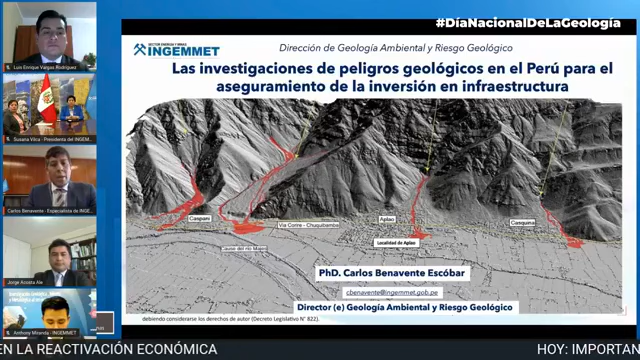 #DíaNacionalDeLaGeología
SECTOR ENERGÍA Y MINAS
INGEMMET
Dirección de Geología Ambiental y Riesgo Geológico
Las investigaciones de peligros geológicos en el Perú para el
aseguramiento de la inversión en infraestructura
Luis Enrique Vargas Rodríguez
Susana Vilca - Presidenta del INGEM...
Carlos Benavente - Especialista de INGE...
Jorge Acosta Ale
Anthony Miranda - INGEMMET
Caspani
Vía Corire - Chuquibamba
Aplao
Casquina
Localidad de Aplao
Cauce del río Majes
PhD. Carlos Benavente Escóbar
cbenavente@ingemmet.gob.pe
Director (e) Geología Ambiental y Riesgo Geológico
debiendo considerarse los derechos de autor (Decreto Legislativo N° 822).
EN LA REACTIVACIÓN ECONÓMICA
HOY: IMPORTAN